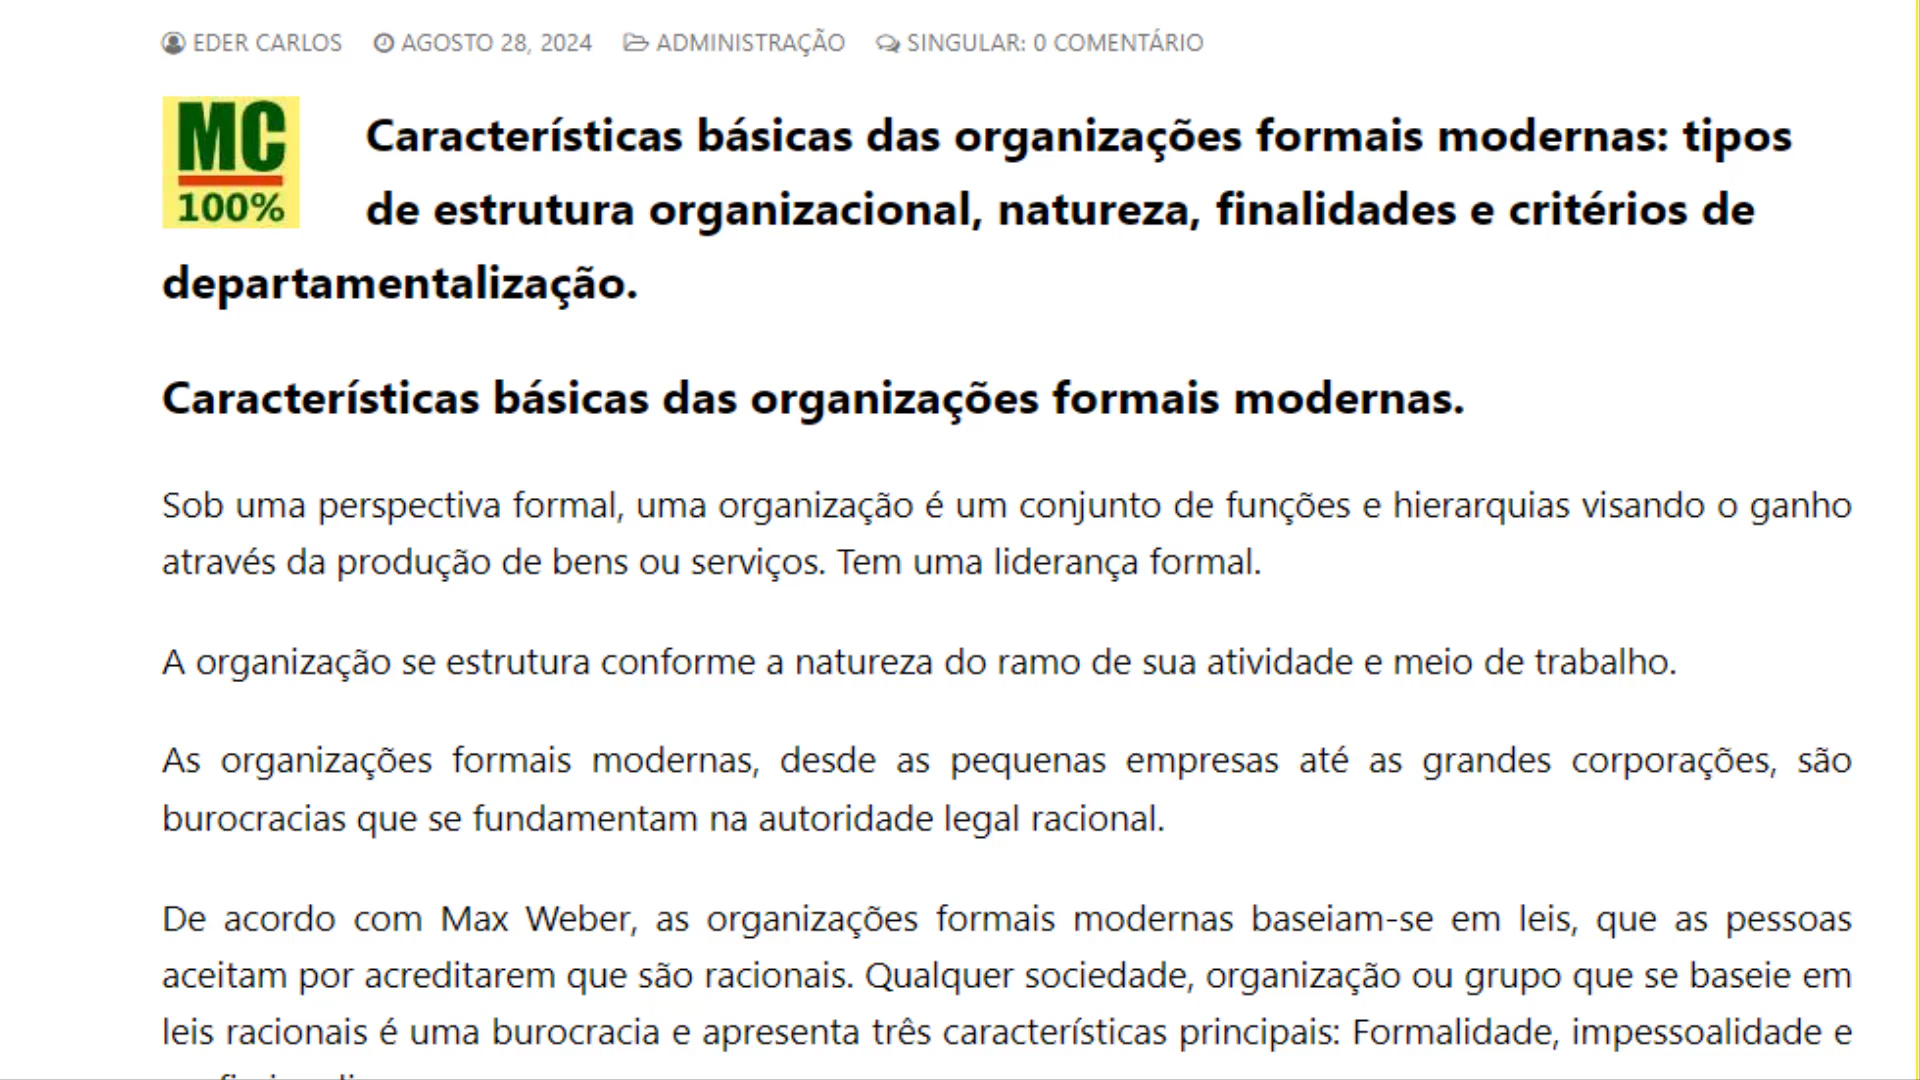 EDER CARLOS AGOSTO 28, 2024 ADMINISTRAÇÃO SINGULAR: 0 COMENTÁRIO
MC
100%
Características básicas das organizações formais modernas: tipos
de estrutura organizacional, natureza, finalidades e critérios de
departamentalização.
Características básicas das organizações formais modernas.
Sob uma perspectiva formal, uma organização é um conjunto de funções e hierarquias visando o ganho
através da produção de bens ou serviços. Tem uma liderança formal.
A organização se estrutura conforme a natureza do ramo de sua atividade e meio de trabalho.
As organizações formais modernas, desde as pequenas empresas até as grandes corporações, são
burocracias que se fundamentam na autoridade legal racional.
De acordo com Max Weber, as organizações formais modernas baseiam-se em leis, que as pessoas
aceitam por acreditarem que são racionais. Qualquer sociedade, organização ou grupo que se baseie em
leis racionais é uma burocracia e apresenta três características principais: Formalidade, impessoalidade e